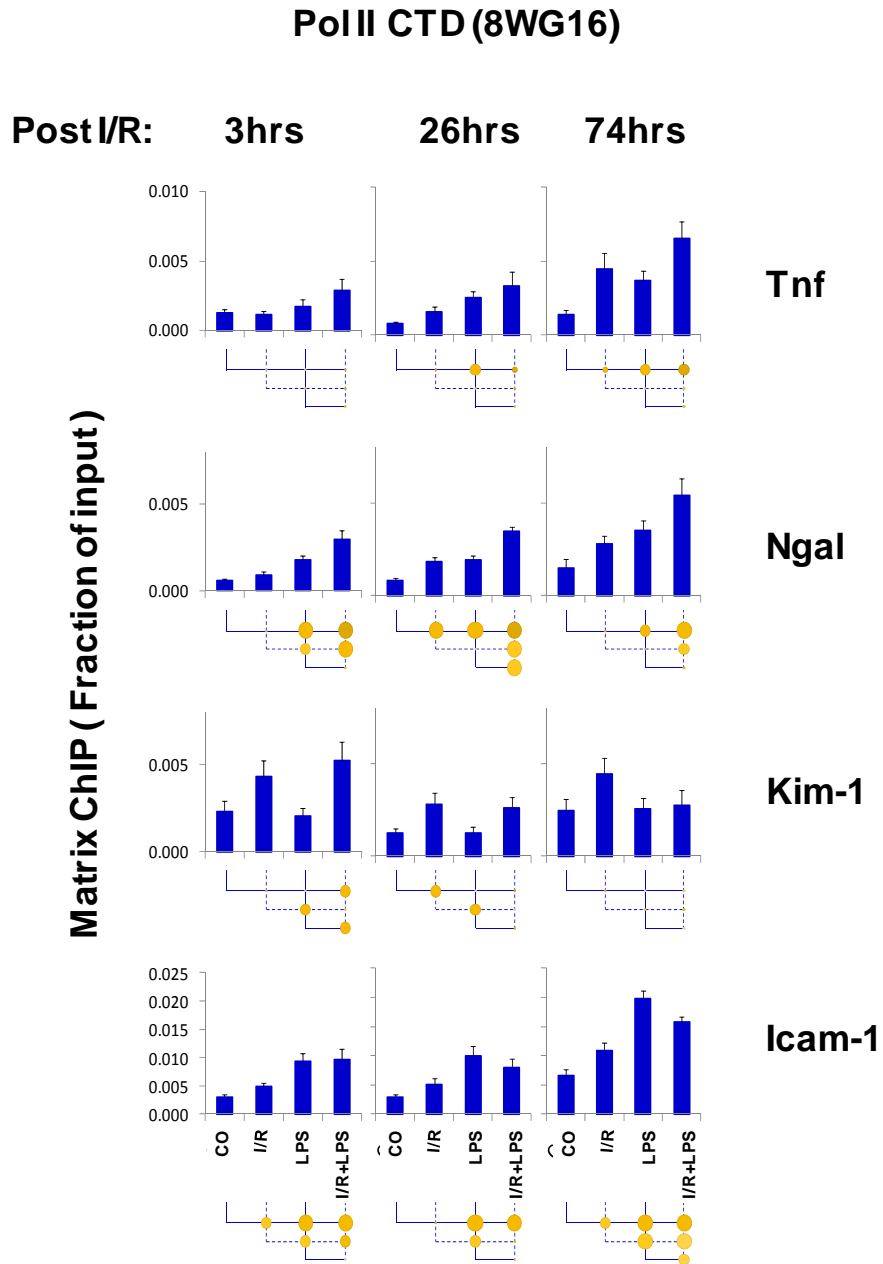 Pol II CTD (8WG16)
Post I/R: 3hrs 26hrs 74hrs
Matrix ChIP ( Fraction of input )
0.010
0.005
0.000
Tnf
0.005
0.000
Ngal
0.005
0.000
Kim-1
0.025
0.020
0.015
0.010
0.005
0.000
Icam-1
CO I/R LPS I/R+LPS CO I/R LPS I/R+LPS CO I/R LPS I/R+LPS